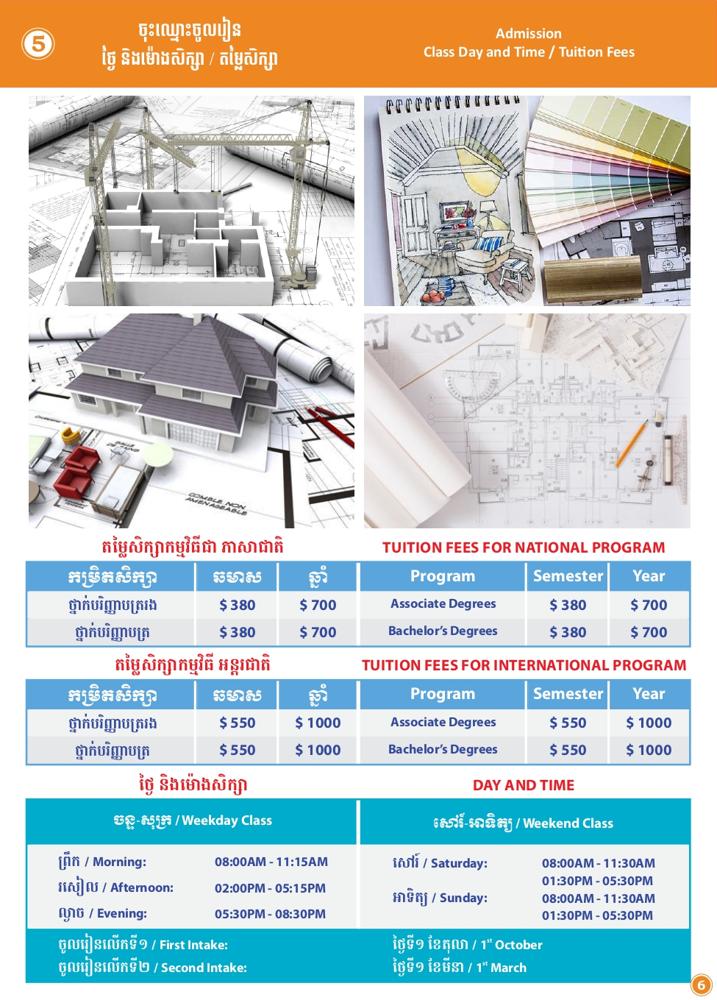 5
ចុះឈ្មោះចូលរៀន
ថ្ងៃ និងម៉ោងសិក្សា / តម្លៃសិក្សា
Admission
Class Day and Time / Tuition Fees
COMBLE NON
AMENAGEABLE
តម្លៃសិក្សាកម្មវិធីជា ភាសាជាតិ
TUITION FEES FOR NATIONAL PROGRAM
កម្រិតសិក្សា ឆមាស ឆ្នាំ Program Semester Year
ថ្នាក់បរិញ្ញាបត្ររង $ 380 $ 700 Associate Degrees $ 380 $ 700
ថ្នាក់បរិញ្ញាបត្រ $ 380 $ 700 Bachelor’s Degrees $ 380 $ 700
តម្លៃសិក្សាកម្មវិធី អន្តរជាតិ
TUITION FEES FOR INTERNATIONAL PROGRAM
កម្រិតសិក្សា ឆមាស ឆ្នាំ Program Semester Year
ថ្នាក់បរិញ្ញាបត្ររង $ 550 $ 1000 Associate Degrees $ 550 $ 1000
ថ្នាក់បរិញ្ញាបត្រ $ 550 $ 1000 Bachelor’s Degrees $ 550 $ 1000
ថ្ងៃ និងម៉ោងសិក្សា
DAY AND TIME
ចន្ទ-សុក្រ / Weekday Class
សៅរ៍-អាទិត្យ / Weekend Class
ព្រឹក / Morning: 08:00AM - 11:15AM
រសៀល / Afternoon: 02:00PM - 05:15PM
ល្ងាច / Evening: 05:30PM - 08:30PM
សៅរ៍ / Saturday: 08:00AM - 11:30AM
01:30PM - 05:30PM
អាទិត្យ / Sunday: 08:00AM - 11:30AM
01:30PM - 05:30PM
ចូលរៀនលើកទី១ / First Intake: ថ្ងៃទី១ ខែតុលា / 1st October
ចូលរៀនលើកទី២ / Second Intake: ថ្ងៃទី១ ខែមីនា / 1st March
6